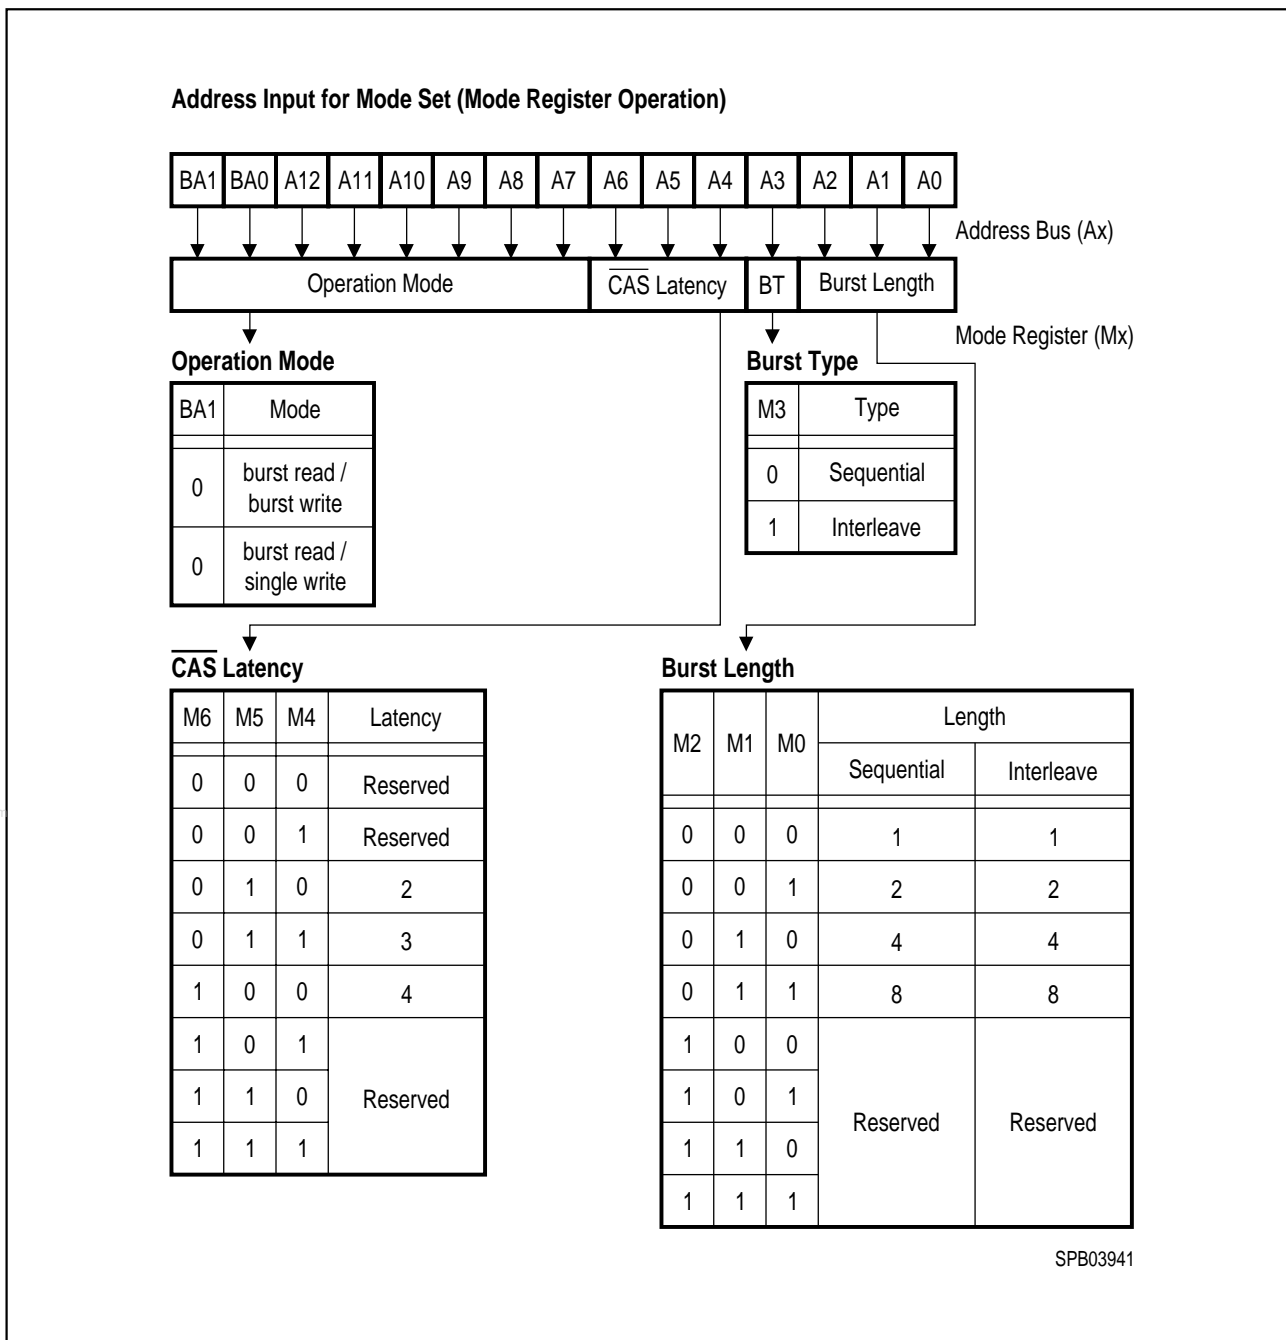 Address Input for Mode Set (Mode Register Operation)
BA1 BA0 A12 A11 A10 A9 A8 A7 A6 A5 A4 A3 A2 A1 A0
Address Bus (Ax)
Operation Mode CAS Latency BT Burst Length
Mode Register (Mx)
Operation Mode
BA1 Mode
0 burst read /
burst write
0 burst read /
single write
Burst Type
M3 Type
0 Sequential
1 Interleave
CAS Latency
M6 M5 M4 Latency
0 0 0 Reserved
0 0 1 Reserved
0 1 0 2
0 1 1 3
1 0 0 4
1 0 1
1 1 0 Reserved
1 1 1
Burst Length
M2 M1 M0 Length
Sequential Interleave
0 0 0 1 1
0 0 1 2 2
0 1 0 4 4
0 1 1 8 8
1 0 0
1 0 1
Reserved Reserved
1 1 0
1 1 1
SPB03941